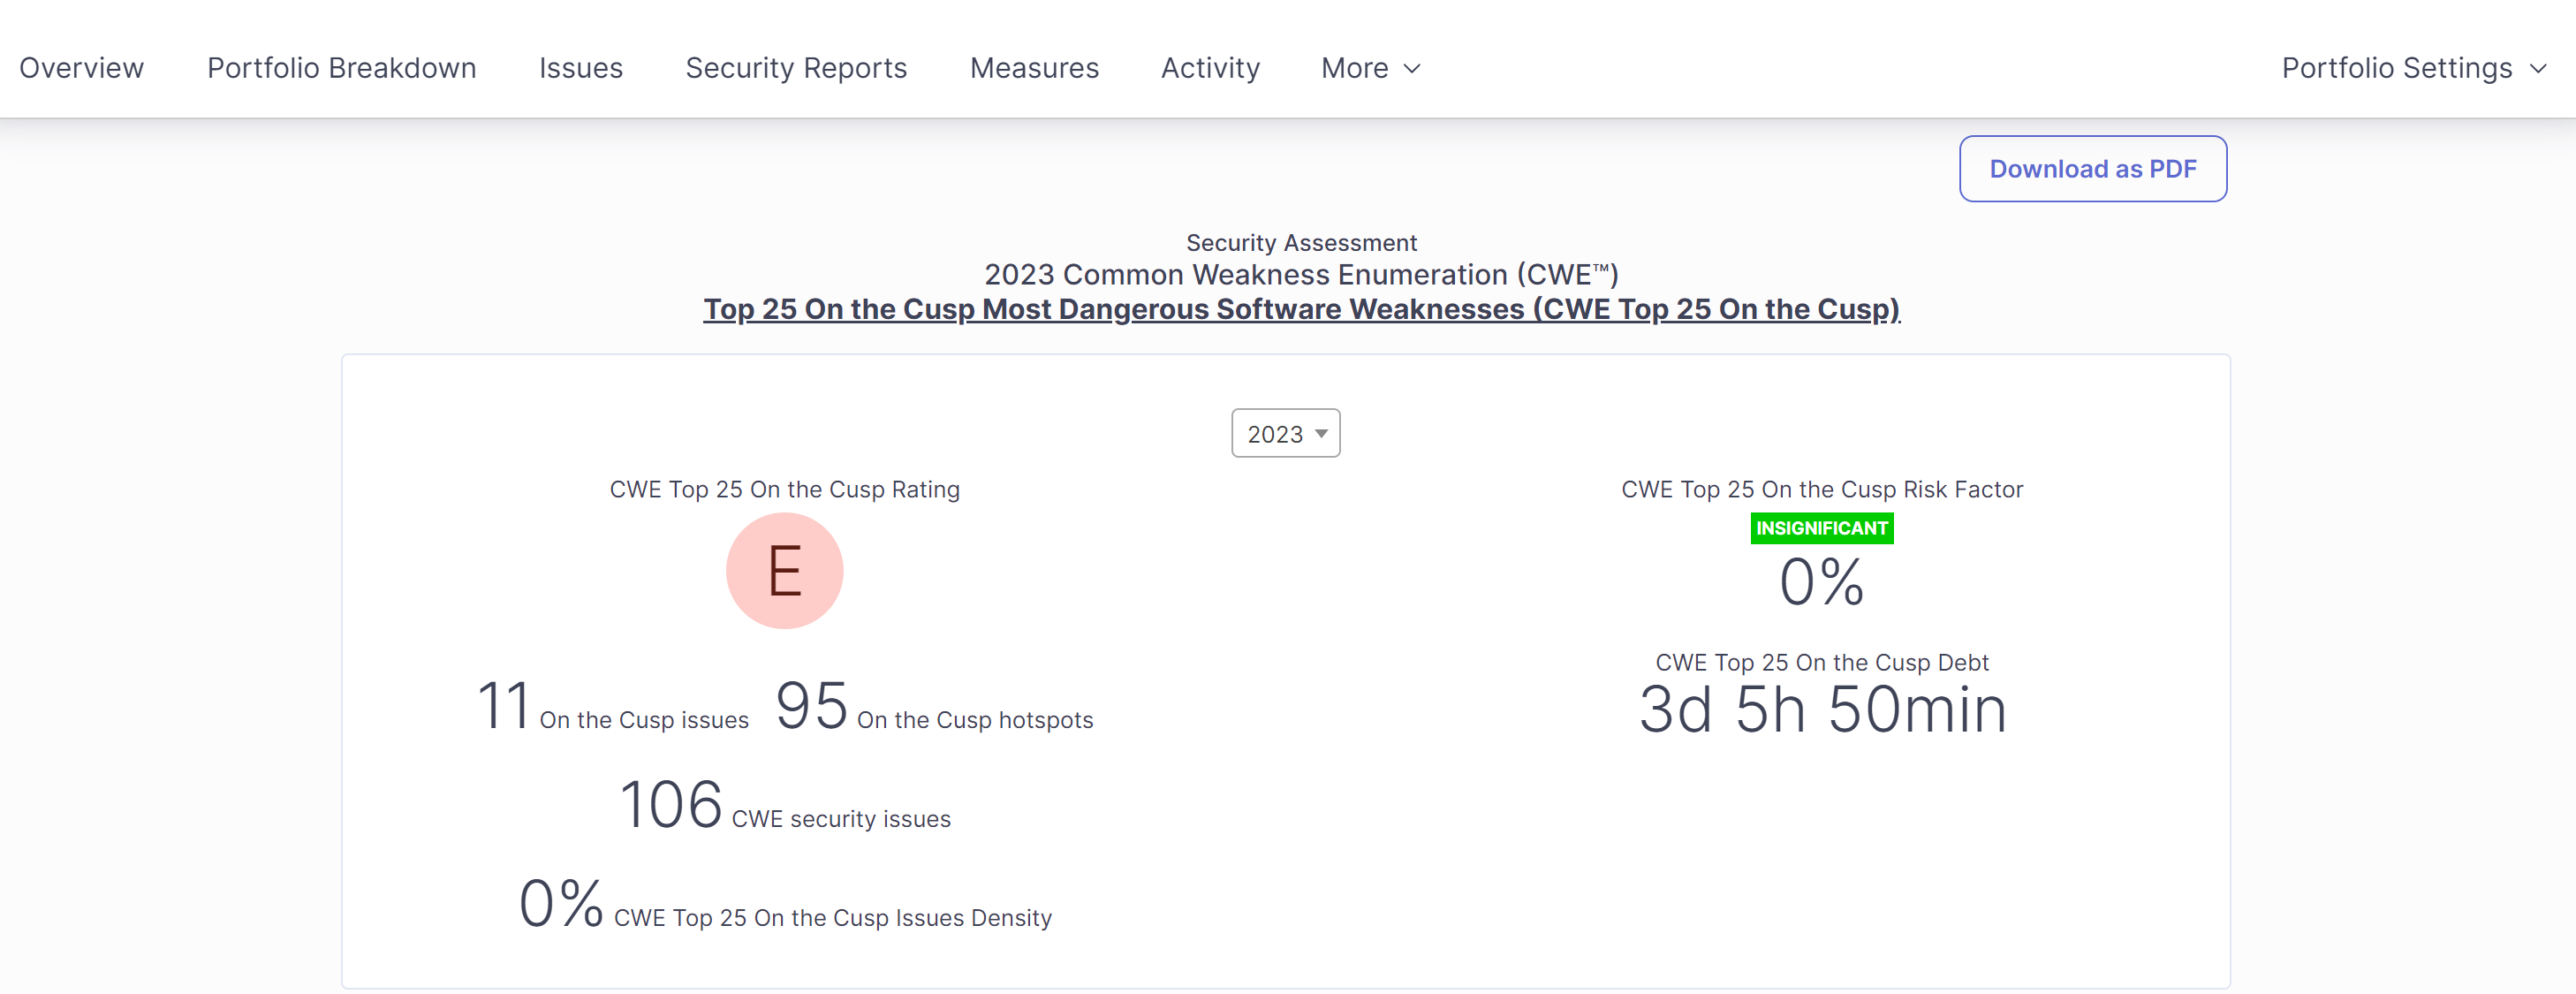 Overview Portfolio Breakdown Issues Security Reports Measures Activity More Portfolio Settings
Download as PDF
Security Assessment
2023 Common Weakness Enumeration (CWE™)
Top 25 On the Cusp Most Dangerous Software Weaknesses (CWE Top 25 On the Cusp)
2023
CWE Top 25 On the Cusp Rating
E
11 On the Cusp issues 95 On the Cusp hotspots
106 CWE security issues
0% CWE Top 25 On the Cusp Issues Density
CWE Top 25 On the Cusp Risk Factor
INSIGNIFICANT
0%
CWE Top 25 On the Cusp Debt
3d 5h 50min